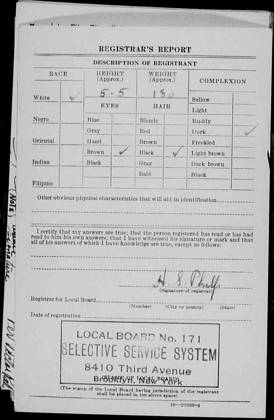 REGISTRAR'S REPORT
DESCRIPTION OF REGISTRANT
RACE HEIGHT (Approx.) WEIGHT (Approx.) COMPLEXION
5-5 180
White ✓ Sallow
EYES HAIR Light
Negro Blue Blonde Ruddy
Gray Red Dark ✓
Oriental Hazel Brown Freckled
Brown ✓ Black ✓ Light brown
Indian Black Gray Dark brown
Bald Black
Filipino
Other obvious physical characteristics that will aid in identification
I certify that my answers are true; that the person registered has read or has had
read to him his own answers; that I have witnessed his signature or mark and that
all of his answers of which I have knowledge are true, except as follows:
H. S.
(Signature of registrar)
Registrar for Local Board
(Number) (City or county) (State)
LOCAL BOARD No. 171
SELECTIVE SERVICE SYSTEM
8410 Third Avenue
Brooklyn, New York
(The stamp of the Local Board having jurisdiction of the registrant
shall be placed in the above space)